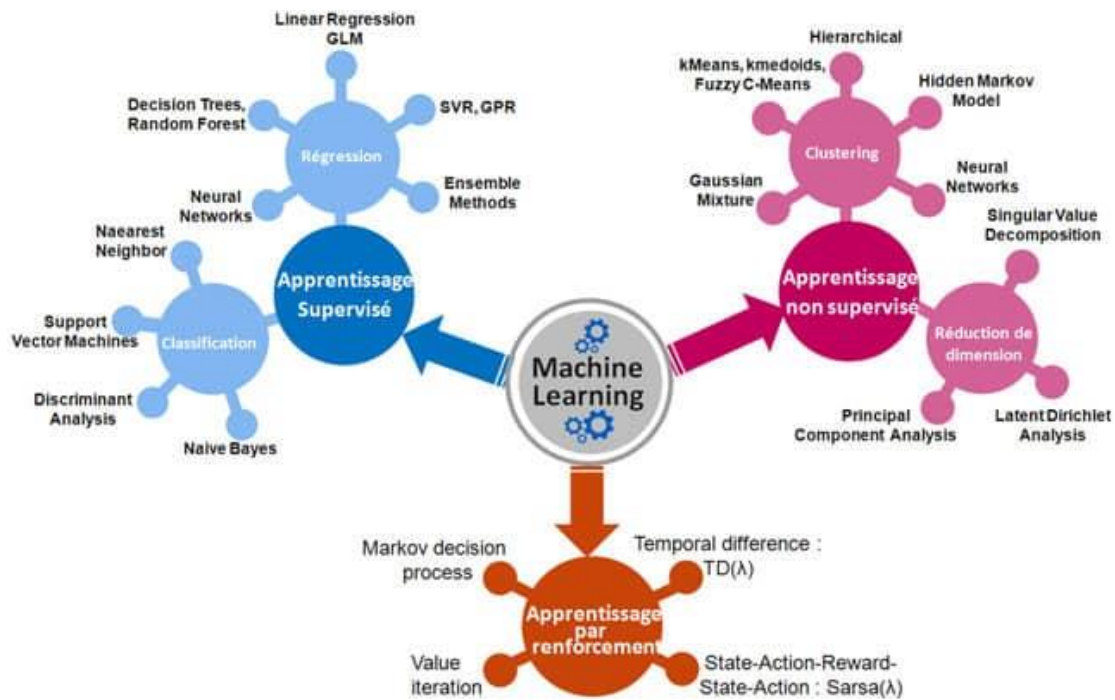 Linear Regression
GLM
Decision Trees,
Random Forest
SVR, GPR
Régression
Neural
Networks
Ensemble
Methods
Naearest
Neighbor
Apprentissage
Supervisé
Support
Vector Machines
Classification
Discriminant
Analysis
Naive Bayes
Machine
Learning
Hierarchical
kMeans, kmedoids,
Fuzzy C-Means
Hidden Markov
Model
Clustering
Gaussian
Mixture
Neural
Networks
Singular Value
Decomposition
Apprentissage
non supervisé
Réduction de
dimension
Principal
Component Analysis
Latent Dirichlet
Analysis
Markov decision
process
Temporal difference :
TD(λ)
Apprentissage
par
renforcement
Value
iteration
State-Action-Reward-
State-Action : Sarsa(λ)